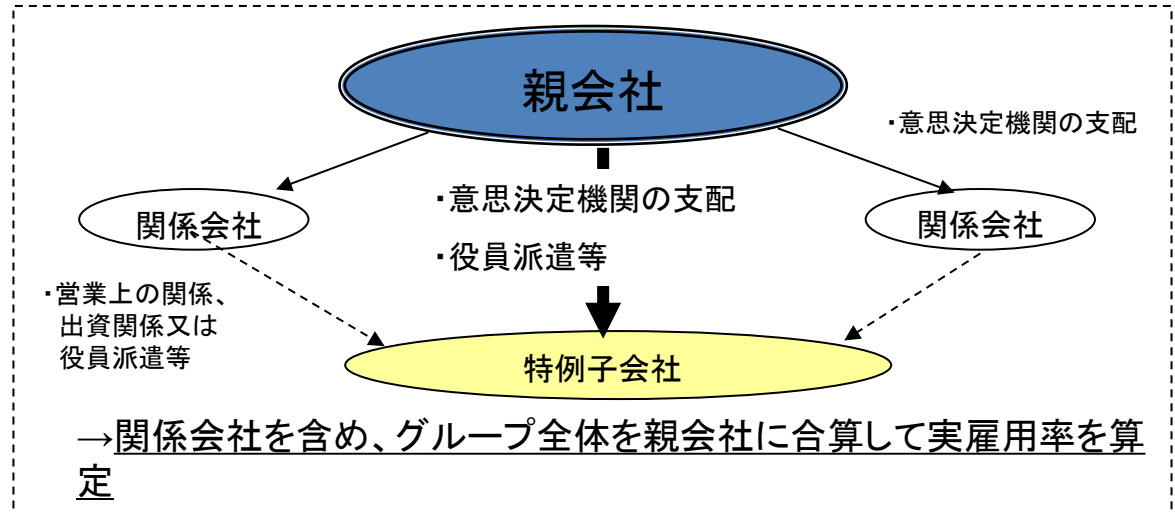 親会社
・意思決定機関の支配
・意思決定機関の支配
・役員派遣等
関係会社
関係会社
・営業上の関係、
出資関係又は
役員派遣等
特例子会社
→関係会社を含め、グループ全体を親会社に合算して実雇用率を算
定